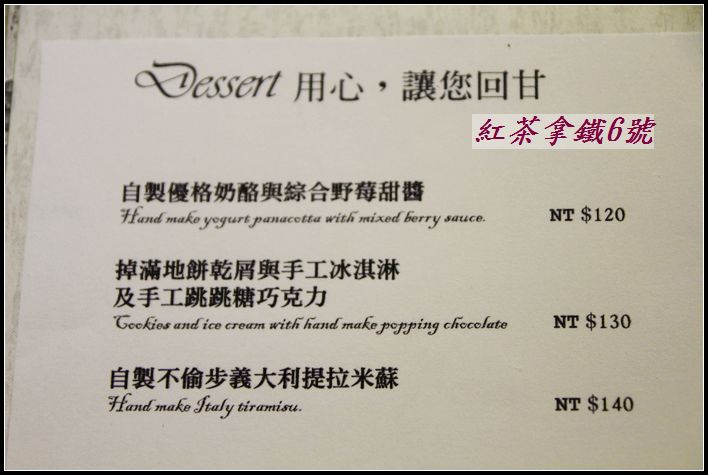 Dessert 用心，讓您回甘
紅茶拿鐵6號
自製優格奶酪與綜合野莓甜醬
Hand make yogurt panacotta with mixed berry sauce. NT $120
掉滿地餅乾屑與手工冰淇淋
及手工跳跳糖巧克力
Cookies and ice cream with hand make popping chocolate NT $130
自製不偷步義大利提拉米蘇
Hand make Italy tiramisu. NT $140